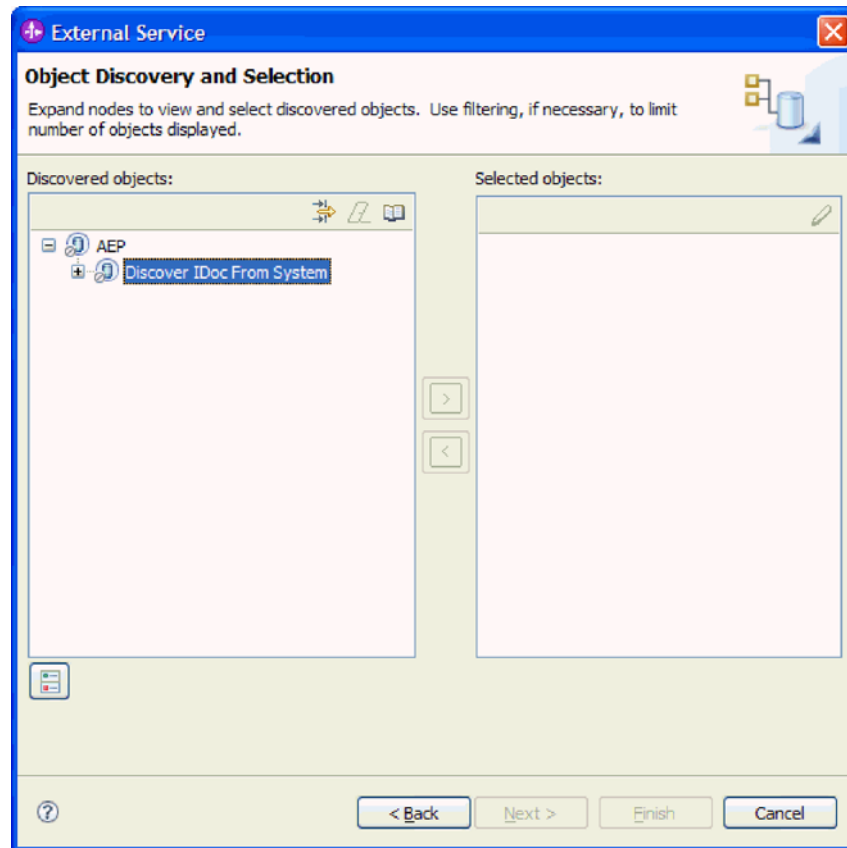 External Service
Object Discovery and Selection
Expand nodes to view and select discovered objects. Use filtering, if necessary, to limit
number of objects displayed.
Discovered objects:
Selected objects:
AEP
Discover IDoc From System
>
<
< Back
Next >
Finish
Cancel